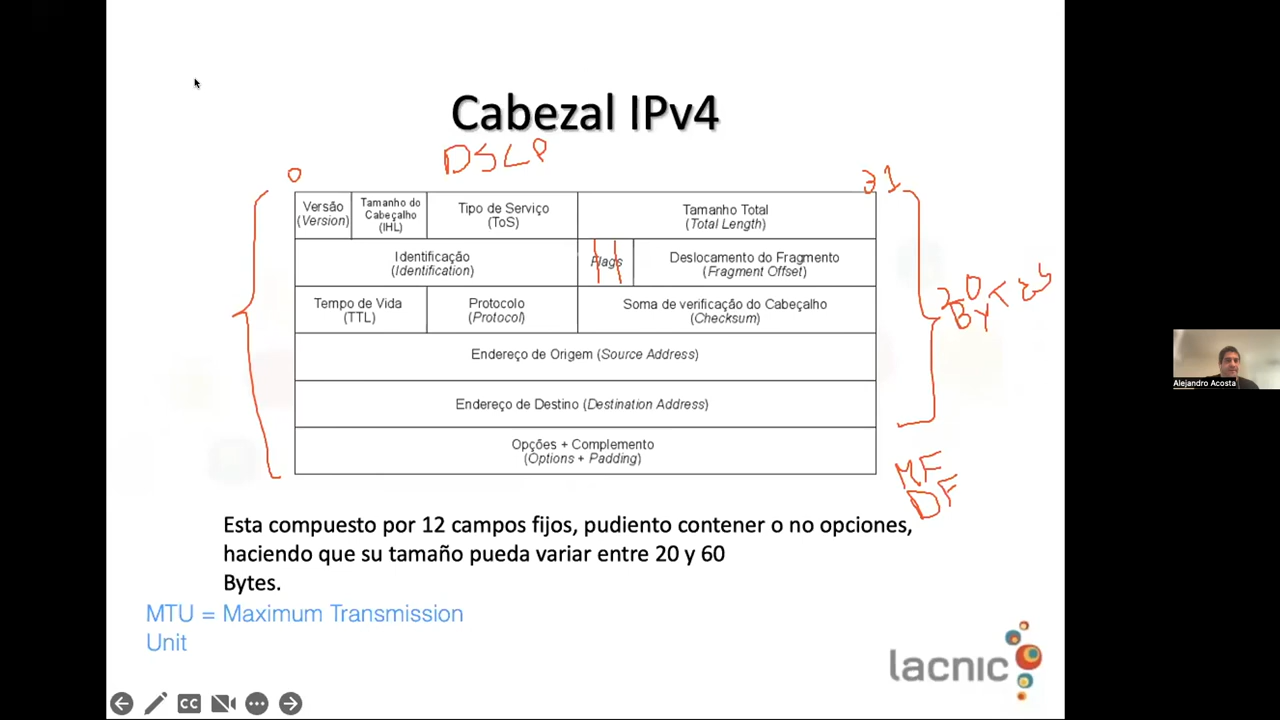 Cabezal IPv4
DSCP
0
31
Versão
(Version)
Tamanho do
Cabeçalho
(IHL)
Tipo de Serviço
(ToS)
Tamanho Total
(Total Length)
Identificação
(Identification)
Flags
Deslocamento do Fragmento
(Fragment Offset)
20
BYTES
Tempo de Vida
(TTL)
Protocolo
(Protocol)
Soma de verificação do Cabeçalho
(Checksum)
Endereço de Origem (Source Address)
Alejandro Acosta
Endereço de Destino (Destination Address)
Opções + Complemento
(Options + Padding)
MF
DF
Esta compuesto por 12 campos fijos, pudiento contener o no opciones,
haciendo que su tamaño pueda variar entre 20 y 60
Bytes.
MTU = Maximum Transmission
Unit
lacnic
CC